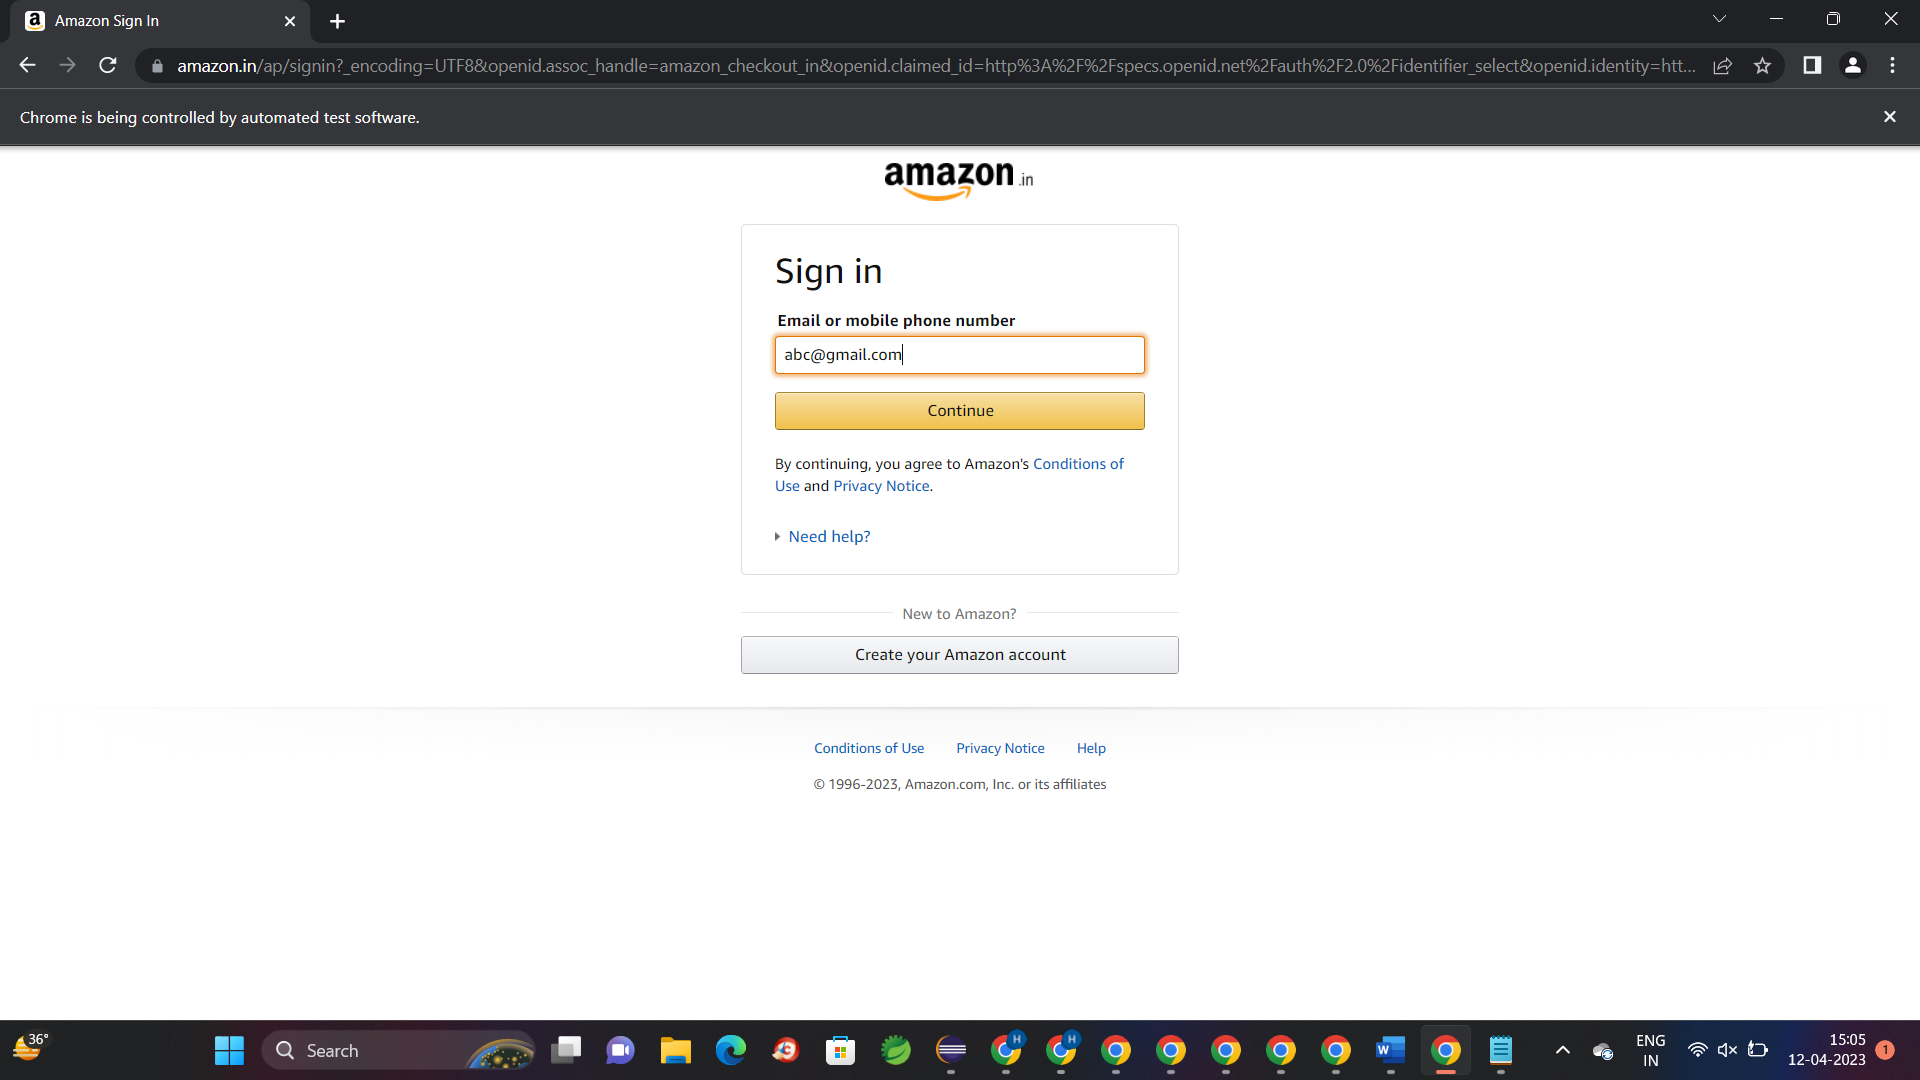 Amazon Sign In
amazon.in/ap/signin?_encoding=UTF8&openid.assoc_handle=amazon_checkout_in&openid.claimed_id=http%3A%2F%2Fspecs.openid.net%2Fauth%2F2.0%2Fidentifier_select&openid.identity=htt...
Chrome is being controlled by automated test software.
amazon.in
Sign in
Email or mobile phone number
abc@gmail.com
Continue
By continuing, you agree to Amazon's Conditions of
Use and Privacy Notice.
Need help?
New to Amazon?
Create your Amazon account
Conditions of Use Privacy Notice Help
© 1996-2023, Amazon.com, Inc. or its affiliates
36°
Search
H
H
W
ENG
IN
15:05
12-04-2023
1